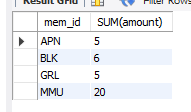 Result Grid Filter Rows
mem_id SUM(amount)
APN 5
BLK 6
GRL 5
MMU 20